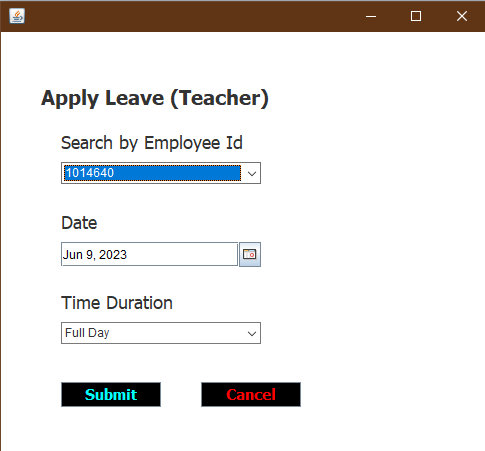 Apply Leave (Teacher)
Search by Employee Id
1014640
Date
Jun 9, 2023
Time Duration
Full Day
Submit Cancel